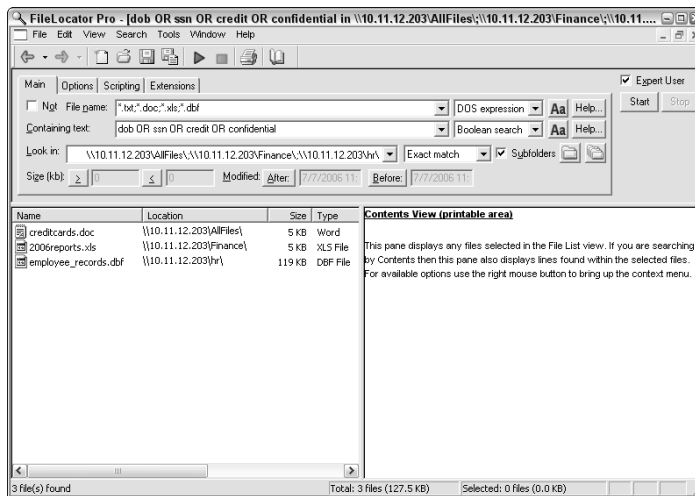 FileLocator Pro - [dob OR ssn OR credit OR confidential in \\10.11.12.203\AllFiles\;\\10.11.12.203\Finance\;\\10.11....
File Edit View Search Tools Window Help
Main Options Scripting Extensions
Expert User
Not File name: *.txt;*.doc;*.xls;*.dbf DOS expression Aa Help... Start Stop
Containing text: dob OR ssn OR credit OR confidential Boolean search Aa Help...
Look in: \\10.11.12.203\AllFiles\;\\10.11.12.203\Finance\;\\10.11.12.203\hr\ Exact match Subfolders
Size (kb): ≥ 0 ≤ 0 Modified: After: 7/7/2006 11: Before: 7/7/2006 11:
Name Location Size Type
creditcards.doc \\10.11.12.203\AllFiles\ 5 KB Word
2006reports.xls \\10.11.12.203\Finance\ 5 KB XLS File
employee_records.dbf \\10.11.12.203\hr\ 119 KB DBF File
Contents View (printable area)
This pane displays any files selected in the File List view. If you are searching
by Contents then this pane also displays lines found within the selected files.
For available options use the right mouse button to bring up the context menu.
3 file(s) found Total: 3 files (127.5 KB) Selected: 0 files (0.0 KB)